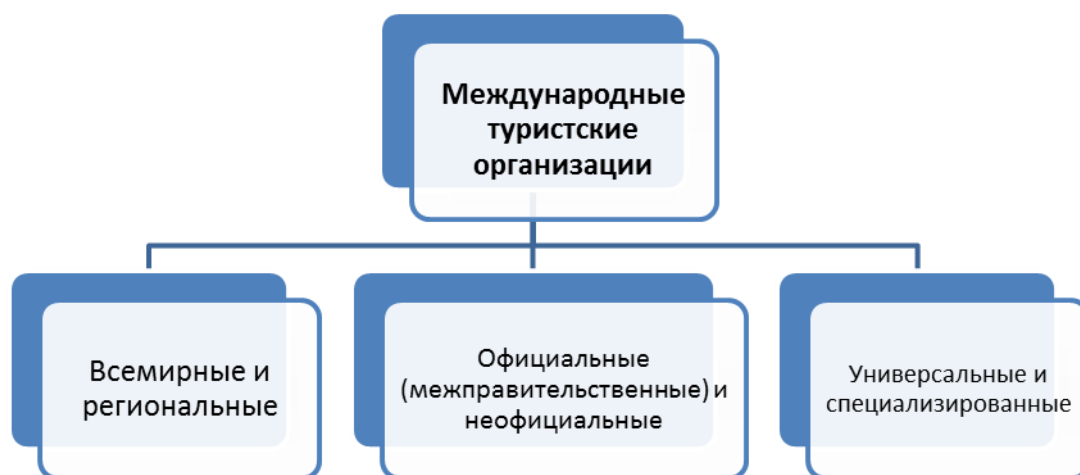 Международные
туристские
организации
Всемирные и
региональные
Официальные
(межправительственные) и
неофициальные
Универсальные и
специализированные